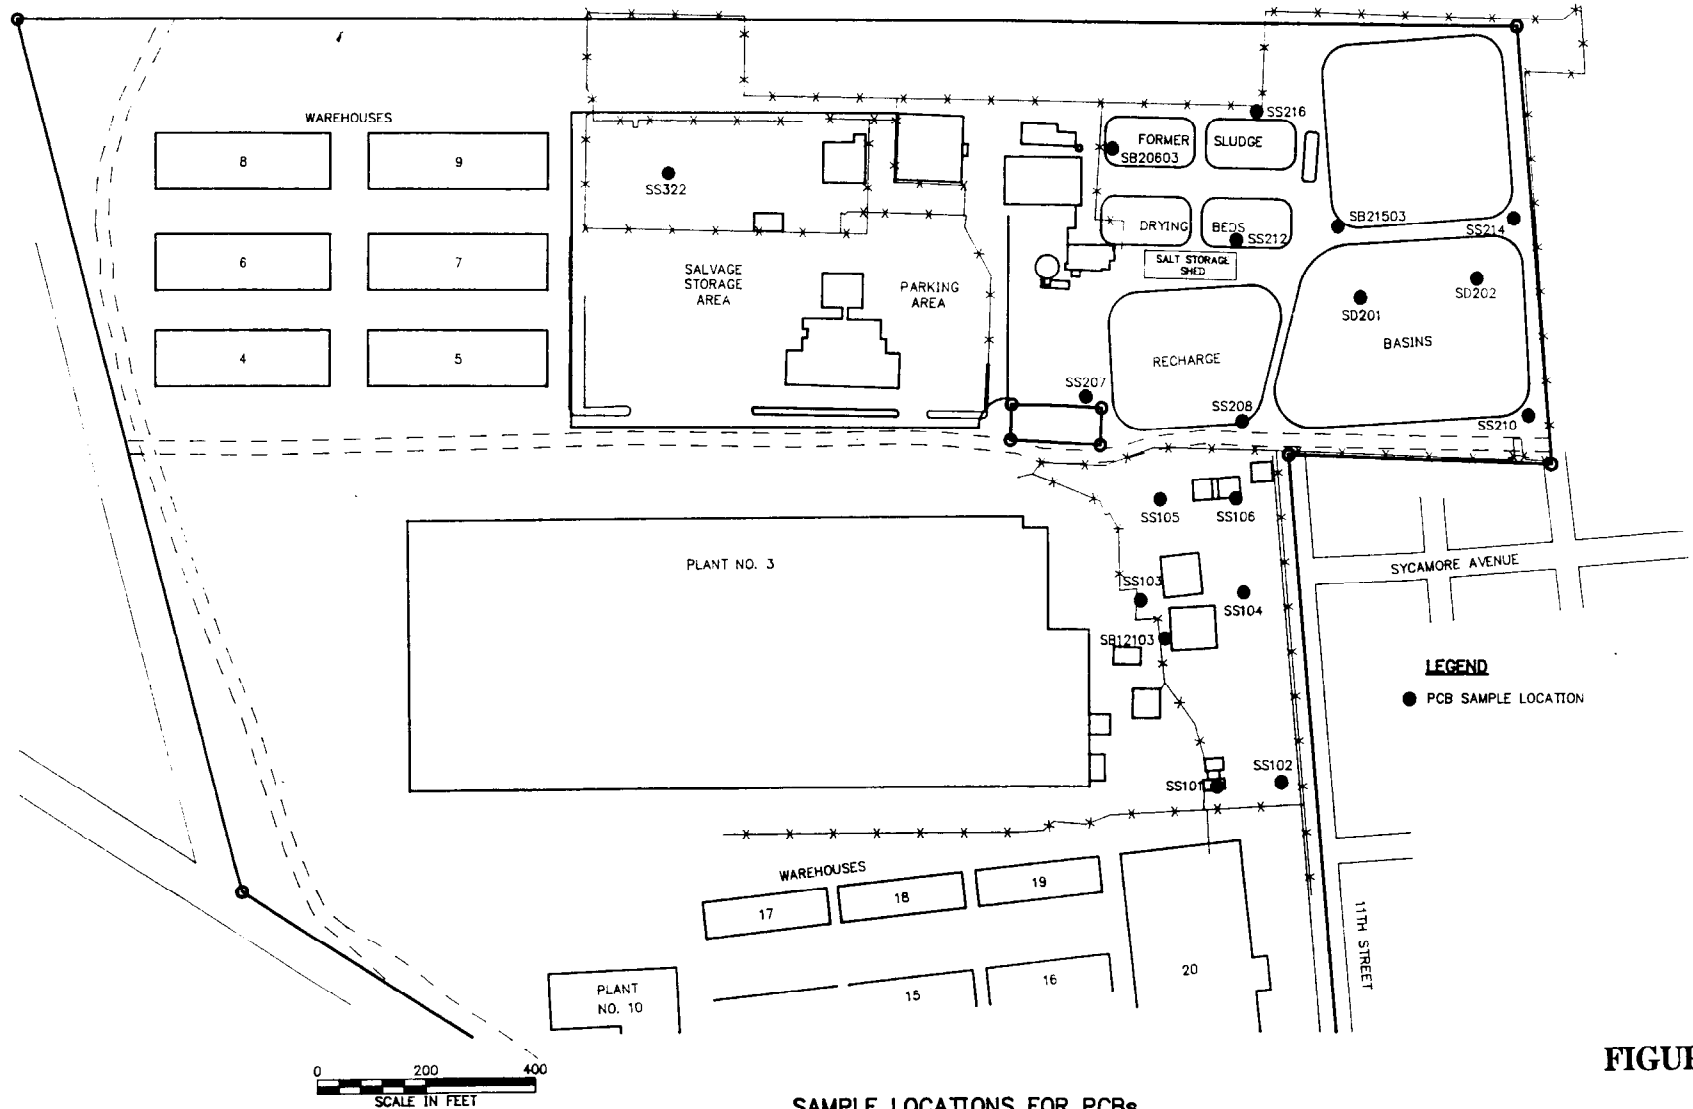 WAREHOUSES
8
9
6
7
4
5
SS322
SALVAGE
STORAGE
AREA
PARKING
AREA
FORMER
SLUDGE
DRYING
BEDS
SS216
SB20603
SS212
SALT STORAGE
SHED
SB21503
SS214
SD202
SD201
BASINS
RECHARGE
SS207
SS208
SS210
SS105
SS106
SYCAMORE AVENUE
PLANT NO. 3
SS103
SS104
SB12103
LEGEND
PCB SAMPLE LOCATION
SS101
SS102
WAREHOUSES
17
18
19
20
15
16
11TH STREET
PLANT
NO. 10
0 200 400
SCALE IN FEET
SAMPLE LOCATIONS FOR PCBs
FIGUR